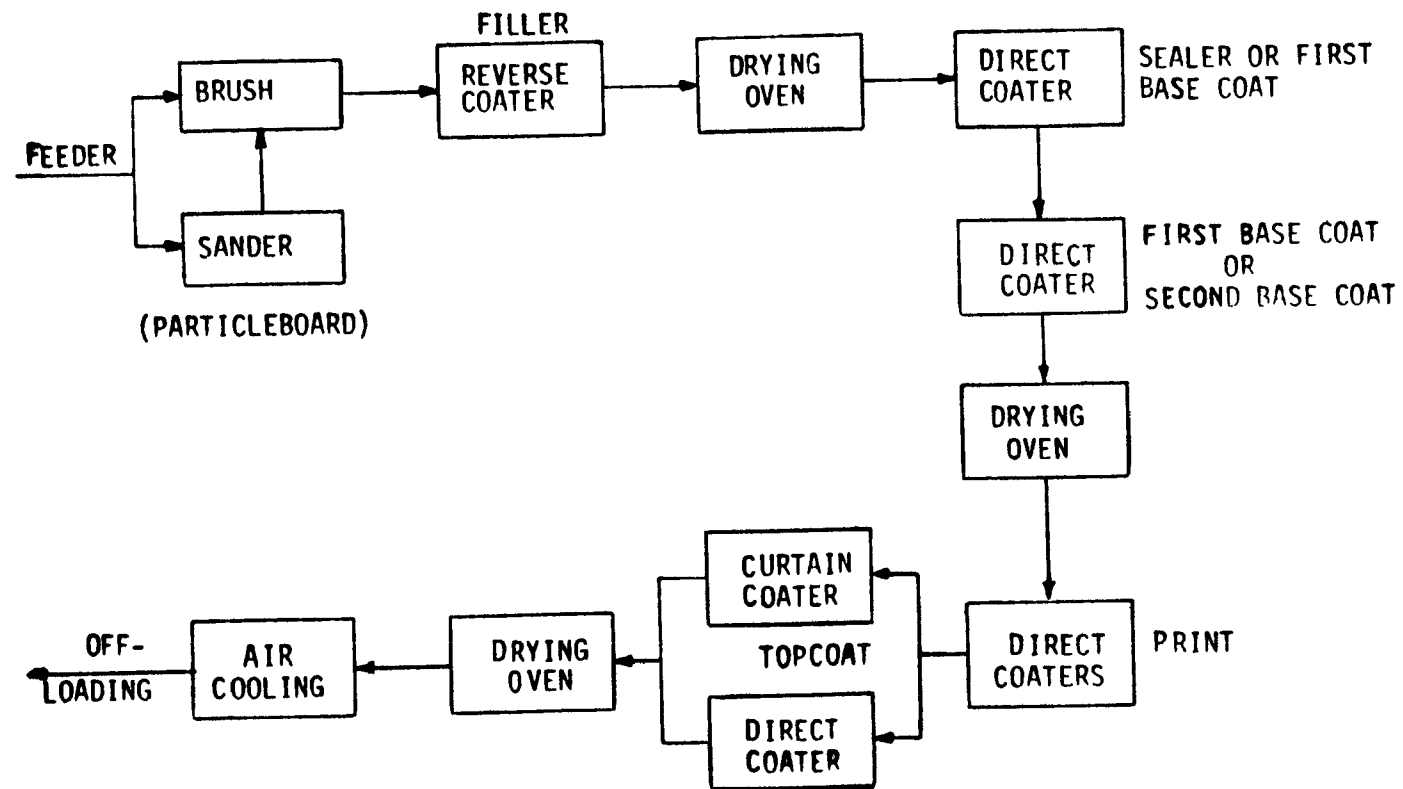 FEEDER
BRUSH
SANDER
(PARTICLEBOARD)
FILLER
REVERSE
COATER
DRYING
OVEN
DIRECT
COATER
SEALER OR FIRST
BASE COAT
DIRECT
COATER
FIRST BASE COAT
OR
SECOND BASE COAT
DRYING
OVEN
DIRECT
COATERS
PRINT
CURTAIN
COATER
TOPCOAT
DIRECT
COATER
DRYING
OVEN
AIR
COOLING
OFF-
LOADING